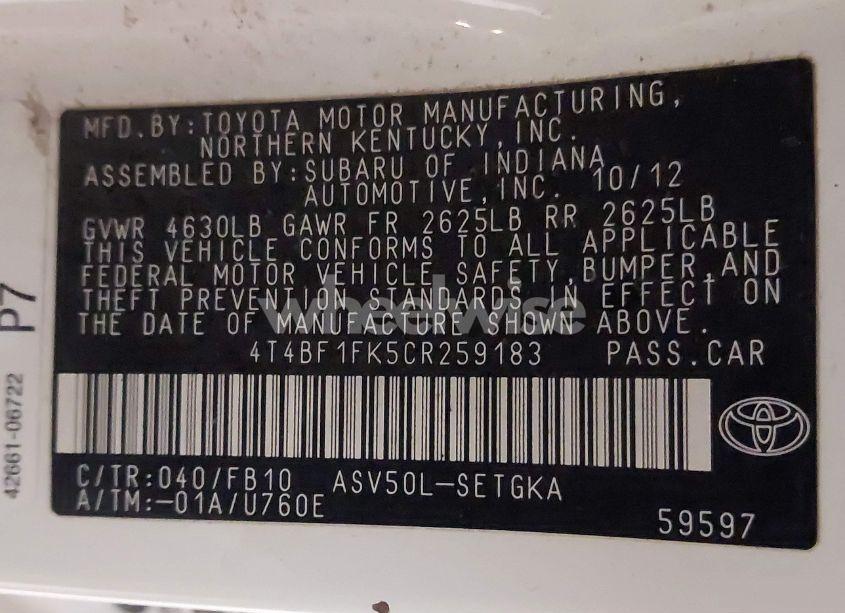 MFD.BY:TOYOTA MOTOR MANUFACTURING,
NORTHERN KENTUCKY,INC.
ASSEMBLED BY:SUBARU OF INDIANA
AUTOMOTIVE,INC. 10/12
GVWR 4630LB GAWR FR 2625LB RR 2625LB
THIS VEHICLE CONFORMS TO ALL APPLICABLE
FEDERAL MOTOR VEHICLE SAFETY,BUMPER,AND
THEFT PREVENTION STANDARDS IN EFFECT ON
THE DATE OF MANUFACTURE SHOWN ABOVE.
4T4BF1FK5CR259183 PASS.CAR
C/TR:040/FB10 ASV50L-SETGKA
A/TM:-01A/U760E
59597
P7
42661-06722
wheelwise